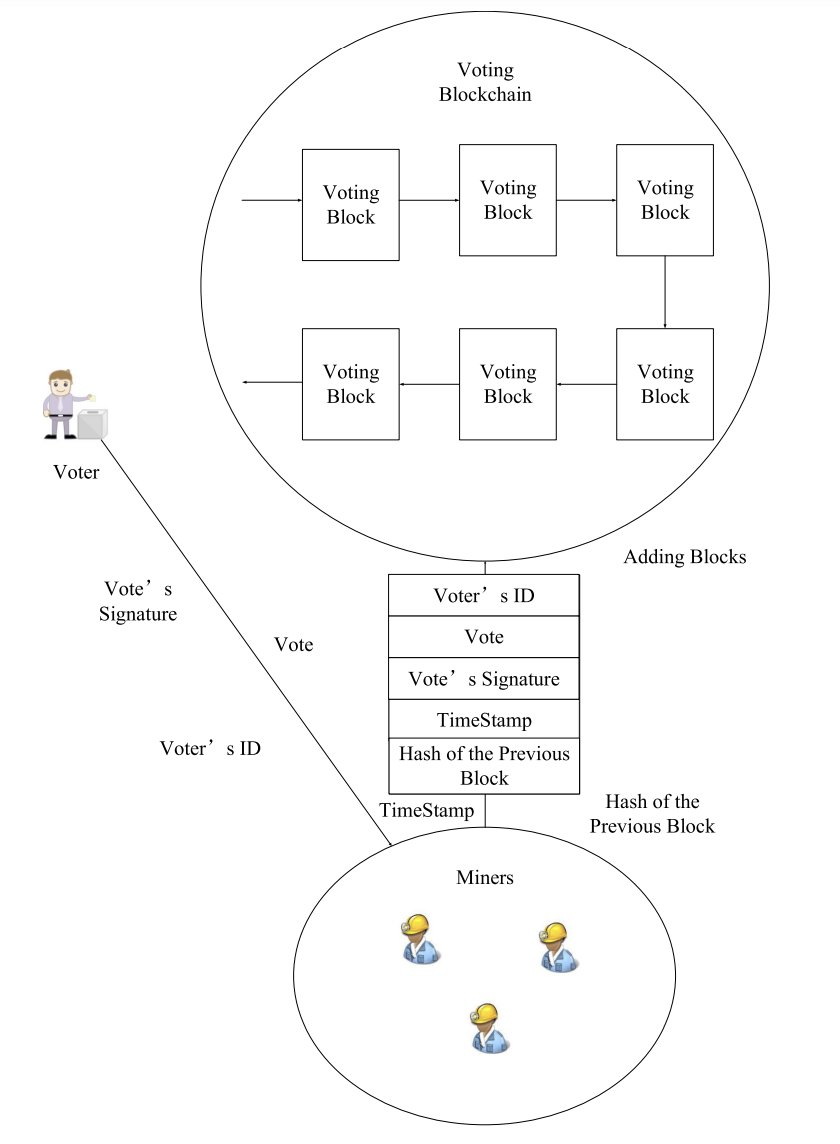 Voting
Blockchain
Voting
Block
Voting
Block
Voting
Block
Voting
Block
Voting
Block
Voting
Block
Voter
Adding Blocks
Vote’s
Signature
Vote
Voter’s ID
Voter’s ID
Vote
Vote’s Signature
TimeStamp
Hash of the Previous
Block
TimeStamp
Hash of the
Previous Block
Miners